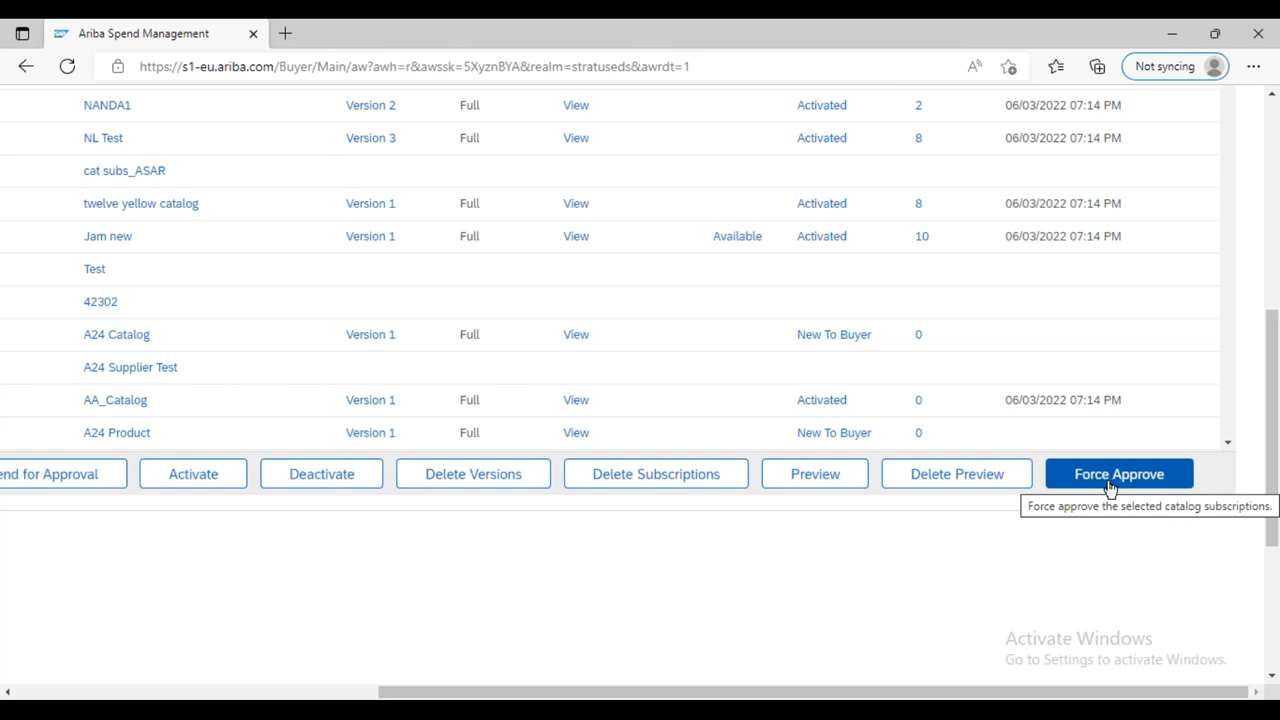 SAP Ariba Spend Management
https://s1-eu.ariba.com/Buyer/Main/aw?awh=r&awssk=5XyznBYA&realm=stratuseds&awrdt=1
Not syncing
NANDA1 Version 2 Full View Activated 2 06/03/2022 07:14 PM
NL Test Version 3 Full View Activated 8 06/03/2022 07:14 PM
cat subs_ASAR
twelve yellow catalog Version 1 Full View Activated 8 06/03/2022 07:14 PM
Jam new Version 1 Full View Available Activated 10 06/03/2022 07:14 PM
Test
42302
A24 Catalog Version 1 Full View New To Buyer 0
A24 Supplier Test
AA_Catalog Version 1 Full View Activated 0 06/03/2022 07:14 PM
A24 Product Version 1 Full View New To Buyer 0
end for Approval Activate Deactivate Delete Versions Delete Subscriptions Preview Delete Preview Force Approve
Force approve the selected catalog subscriptions.
Activate Windows
Go to Settings to activate Windows.